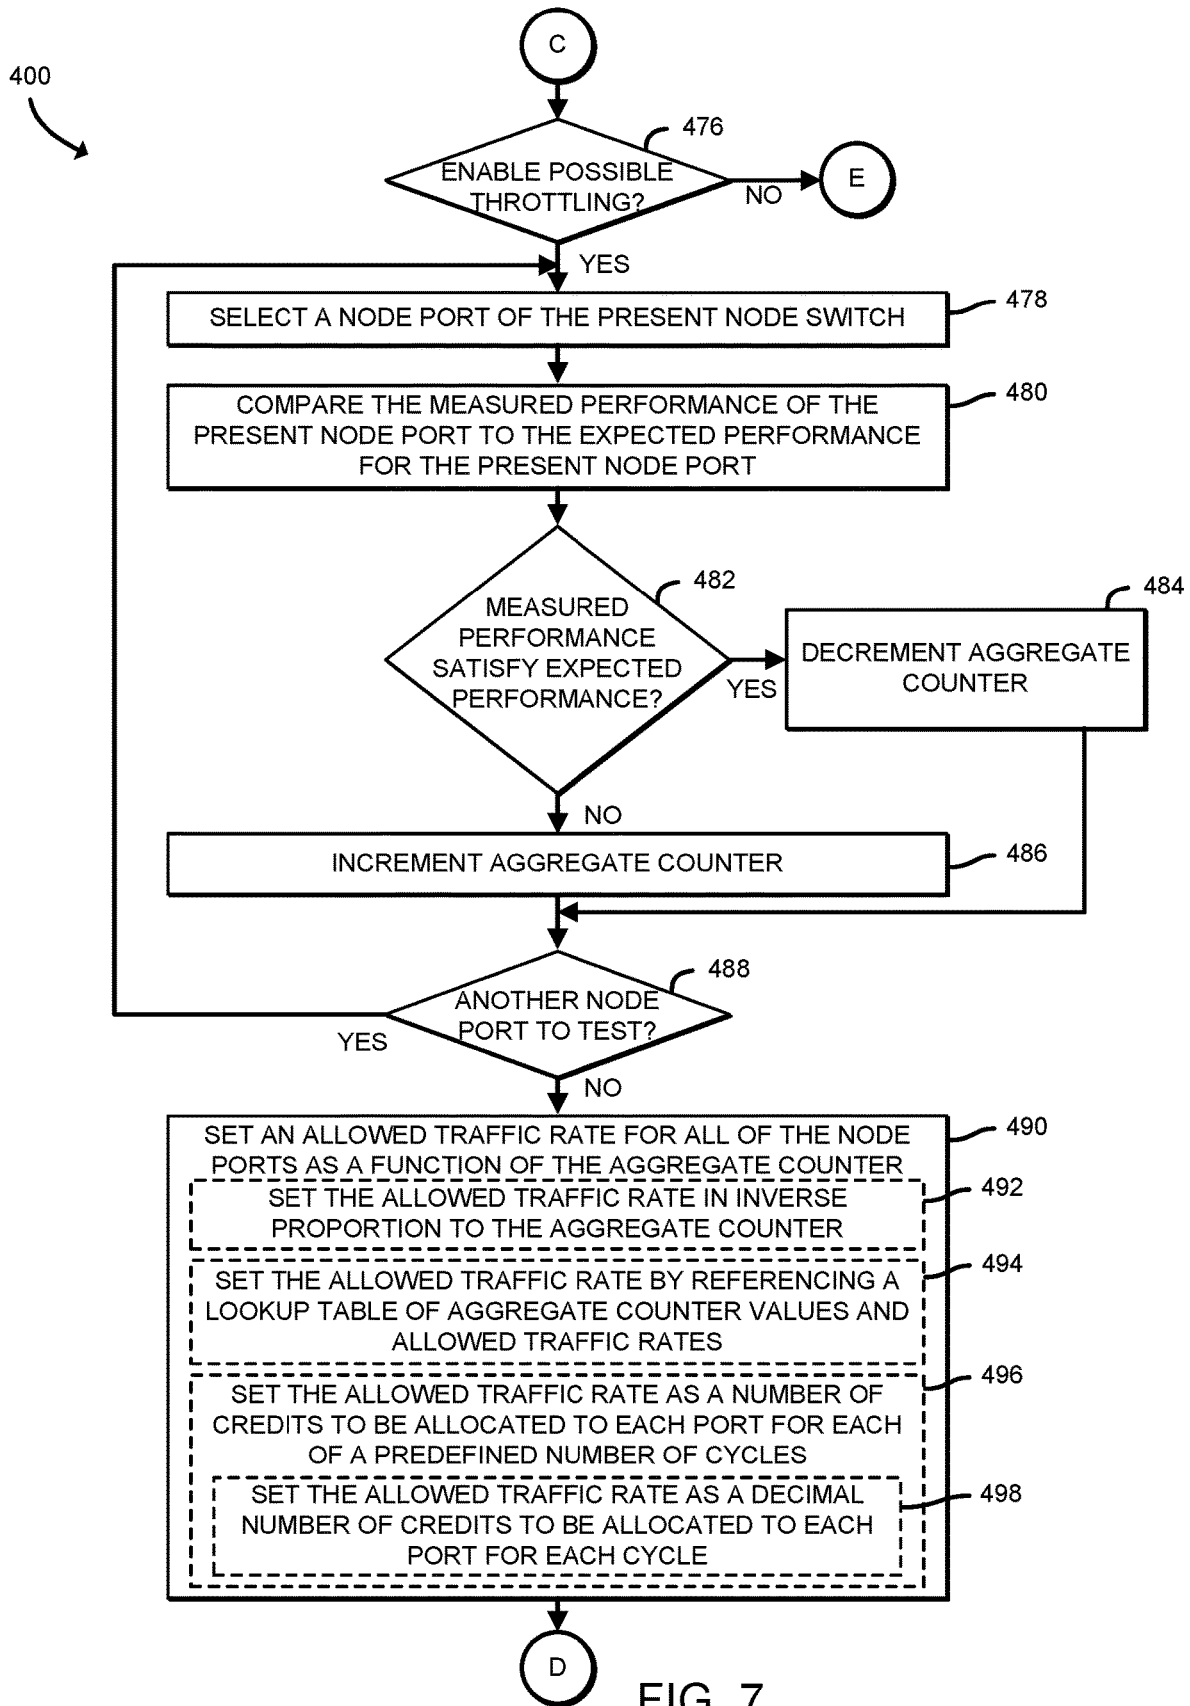 C
400
476
ENABLE POSSIBLE
THROTTLING?
NO
E
YES
478
SELECT A NODE PORT OF THE PRESENT NODE SWITCH
480
COMPARE THE MEASURED PERFORMANCE OF THE
PRESENT NODE PORT TO THE EXPECTED PERFORMANCE
FOR THE PRESENT NODE PORT
482
MEASURED
PERFORMANCE
SATISFY EXPECTED
PERFORMANCE?
YES
484
DECREMENT AGGREGATE
COUNTER
NO
486
INCREMENT AGGREGATE COUNTER
488
ANOTHER NODE
PORT TO TEST?
YES
NO
490
SET AN ALLOWED TRAFFIC RATE FOR ALL OF THE NODE
PORTS AS A FUNCTION OF THE AGGREGATE COUNTER
492
SET THE ALLOWED TRAFFIC RATE IN INVERSE
PROPORTION TO THE AGGREGATE COUNTER
494
SET THE ALLOWED TRAFFIC RATE BY REFERENCING A
LOOKUP TABLE OF AGGREGATE COUNTER VALUES AND
ALLOWED TRAFFIC RATES
496
SET THE ALLOWED TRAFFIC RATE AS A NUMBER OF
CREDITS TO BE ALLOCATED TO EACH PORT FOR EACH
OF A PREDEFINED NUMBER OF CYCLES
498
SET THE ALLOWED TRAFFIC RATE AS A DECIMAL
NUMBER OF CREDITS TO BE ALLOCATED TO EACH
PORT FOR EACH CYCLE
D
FIG. 7